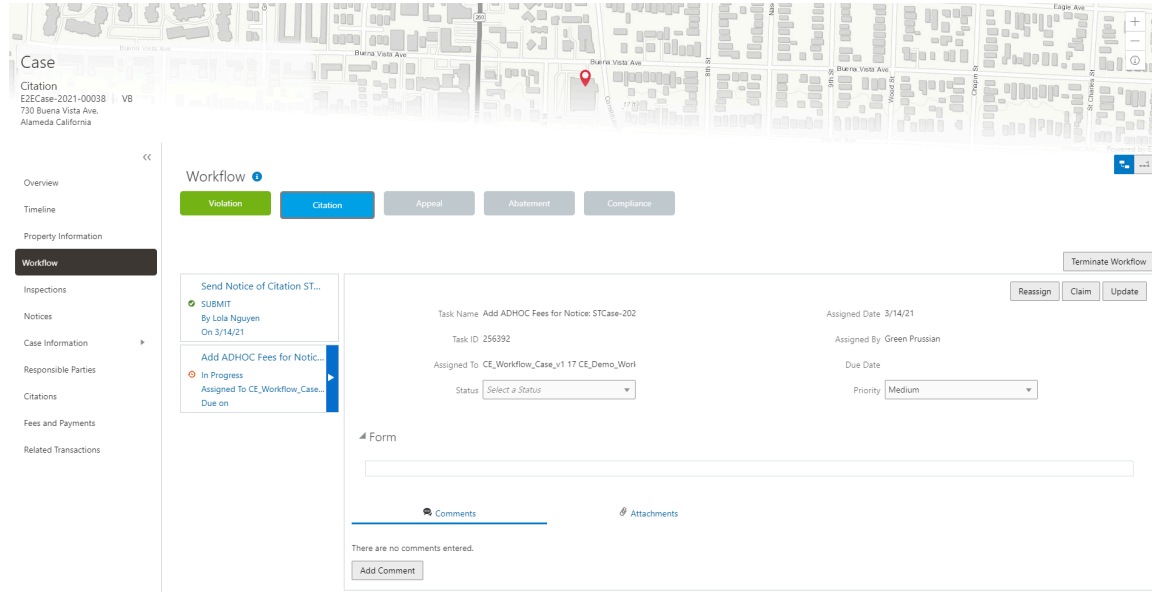 Eagle Ave
260
Buena Vista Ave
Buena Vista Ave
Buena Vista Ave
Buena Vista Ave
9th St
9th St
Wood St
Chapin St
St Charles St
Case
Citation
E2ECase-2021-00038 | VB
730 Buena Vista Ave,
Alameda California
Powered by E
<<
Overview
Timeline
Property Information
Workflow
Inspections
Notices
Case Information
Responsible Parties
Citations
Fees and Payments
Related Transactions
Workflow
Violation Citation Appeal Abatement Compliance
Terminate Workflow
Send Notice of Citation ST...
SUBMIT
By Lola Nguyen
On 3/14/21
Add ADHOC Fees for Notic...
In Progress
Assigned To CE_Workflow_Case...
Due on
Reassign Claim Update
Task Name Add ADHOC Fees for Notice: STCase-202 Assigned Date 3/14/21
Task ID 256392 Assigned By Green Prussian
Assigned To CE_Workflow_Case_v1 17 CE_Demo_Work Due Date
Status Select a Status Priority Medium
Form
Comments Attachments
There are no comments entered.
Add Comment